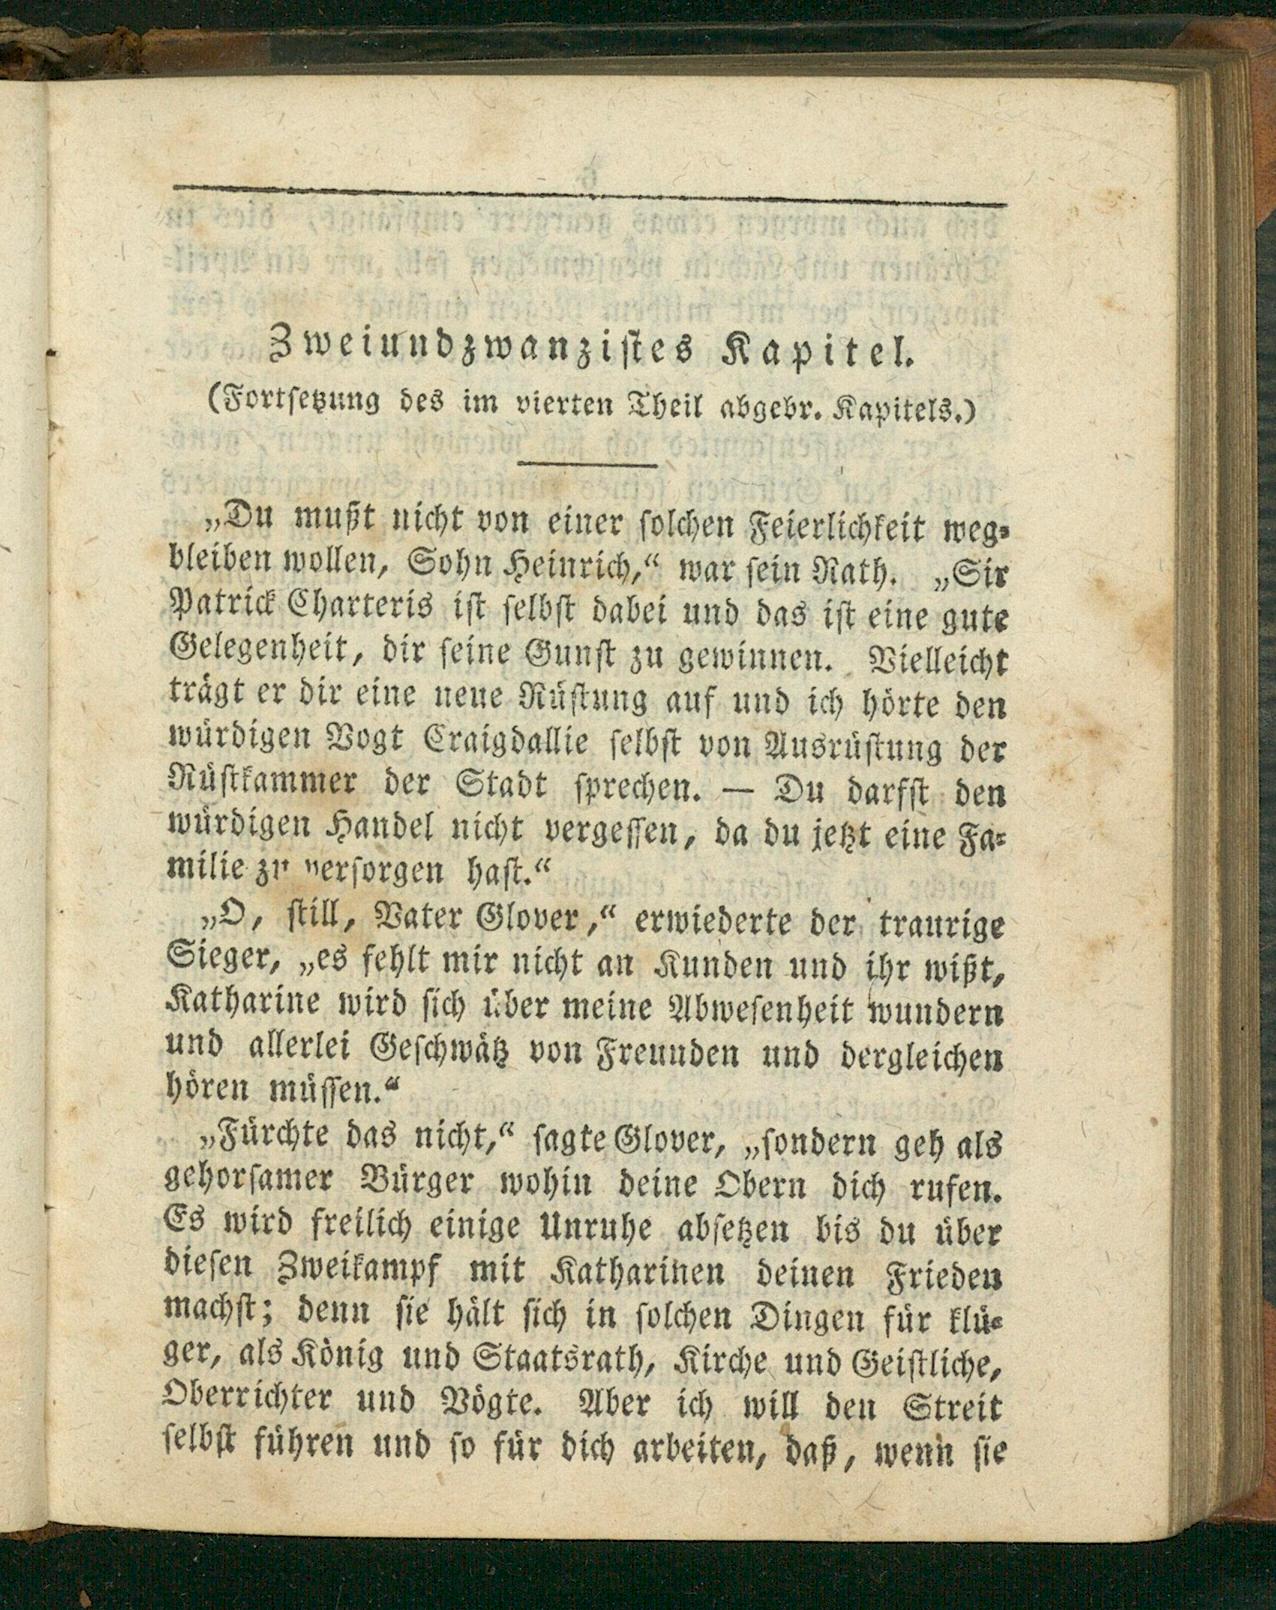 Zweiundzwanzistes Kapitel.
(Fortsetzung des im vierten Theil abgebr. Kapitels.)
„Du mußt nicht von einer solchen Feierlichkeit weg-
bleiben wollen, Sohn Heinrich,“ war sein Rath. „Sir
Patrick Charteris ist selbst dabei und das ist eine gute
Gelegenheit, dir seine Gunst zu gewinnen. Vielleicht
trägt er dir eine neue Rüstung auf und ich hörte den
würdigen Vogt Craigdallie selbst von Ausrüstung der
Rüstkammer der Stadt sprechen. — Du darfst den
würdigen Handel nicht vergessen, da du jetzt eine Fa-
milie zu versorgen hast.“
„O, still, Vater Glover,“ erwiederte der traurige
Sieger, „es fehlt mir nicht an Kunden und ihr wißt,
Katharine wird sich über meine Abwesenheit wundern
und allerlei Geschwätz von Freunden und dergleichen
hören müssen.“
„Fürchte das nicht,“ sagte Glover, „sondern geh als
gehorsamer Bürger wohin deine Obern dich rufen.
Es wird freilich einige Unruhe absetzen bis du über
diesen Zweikampf mit Katharinen deinen Frieden
machst; denn sie hält sich in solchen Dingen für klü-
ger, als König und Staatsrath, Kirche und Geistliche,
Oberrichter und Vögte. Aber ich will den Streit
selbst führen und so für dich arbeiten, daß, wenn sie